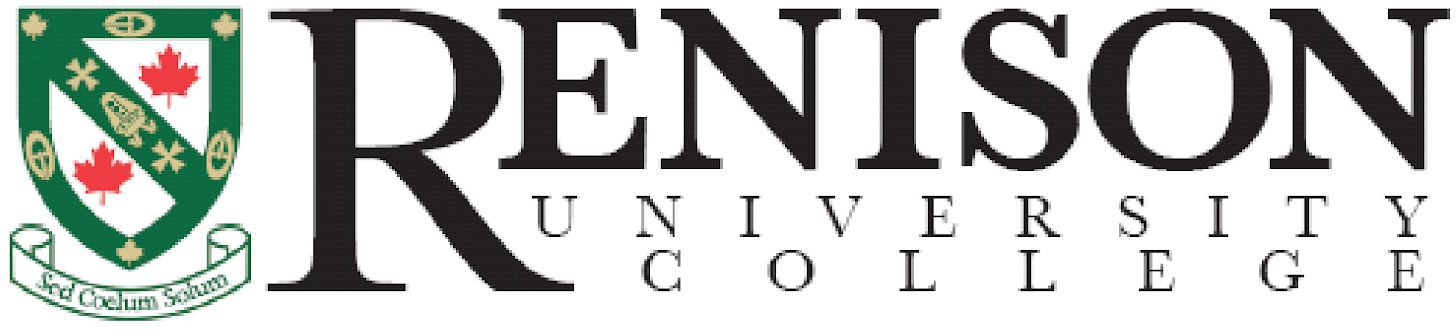 RENISON
UNIVERSITY
COLLEGE
Sed Coelum Solum